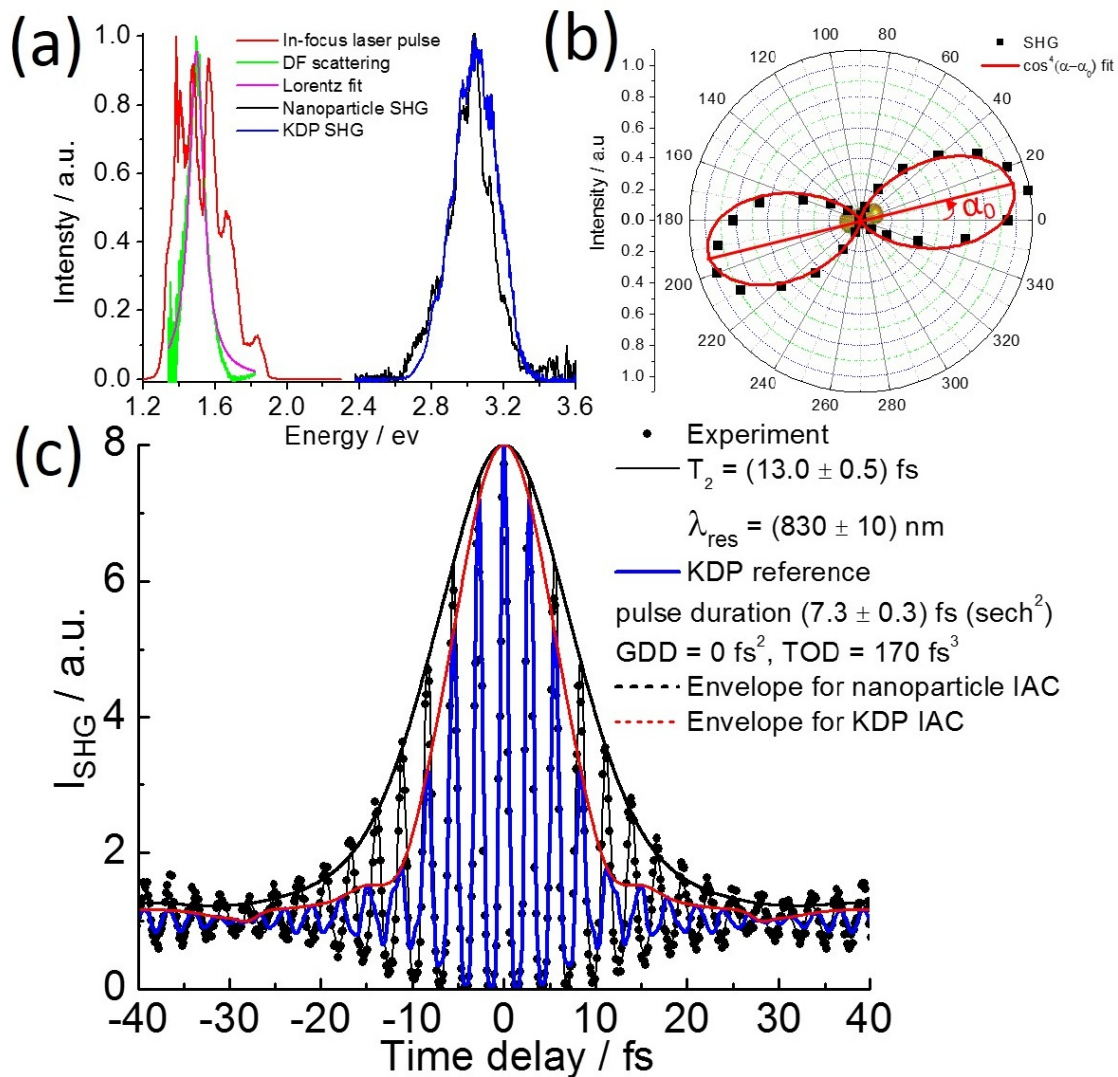 (a)
In-focus laser pulse
DF scattering
Lorentz fit
Nanoparticle SHG
KDP SHG
Intensty / a.u.
1.0
0.8
0.6
0.4
0.2
0.0
1.2 1.6 2.0 2.4 2.8 3.2 3.6
Energy / ev
(b)
SHG
cos⁴(α−α₀) fit
Intensity / a.u
1.0
0.8
0.6
0.4
0.2
0.0
0.2
0.4
0.6
0.8
1.0
0
20
40
60
80
100
120
140
160
180
200
220
240
260
280
300
320
340
α₀
(c)
Experiment
T₂ = (13.0 ± 0.5) fs
λres = (830 ± 10) nm
KDP reference
pulse duration (7.3 ± 0.3) fs (sech²)
GDD = 0 fs², TOD = 170 fs³
Envelope for nanoparticle IAC
Envelope for KDP IAC
I_SHG / a.u.
8
6
4
2
0
-40 -30 -20 -10 0 10 20 30 40
Time delay / fs